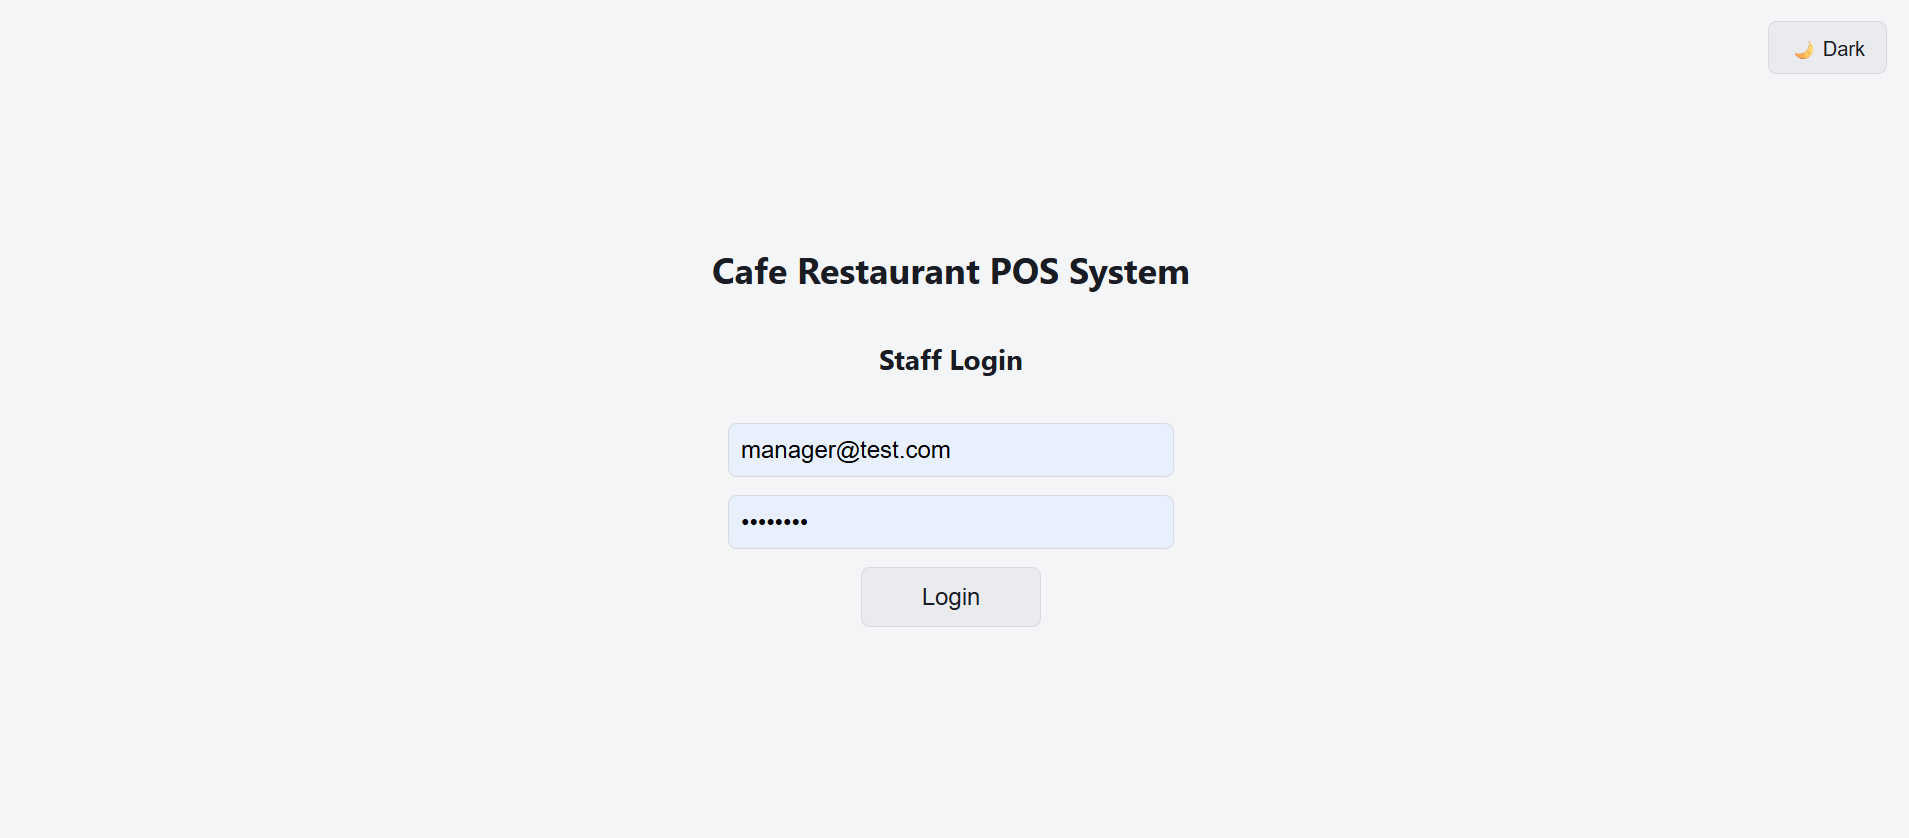 🌙 Dark
Cafe Restaurant POS System
Staff Login
manager@test.com
••••••••
Login